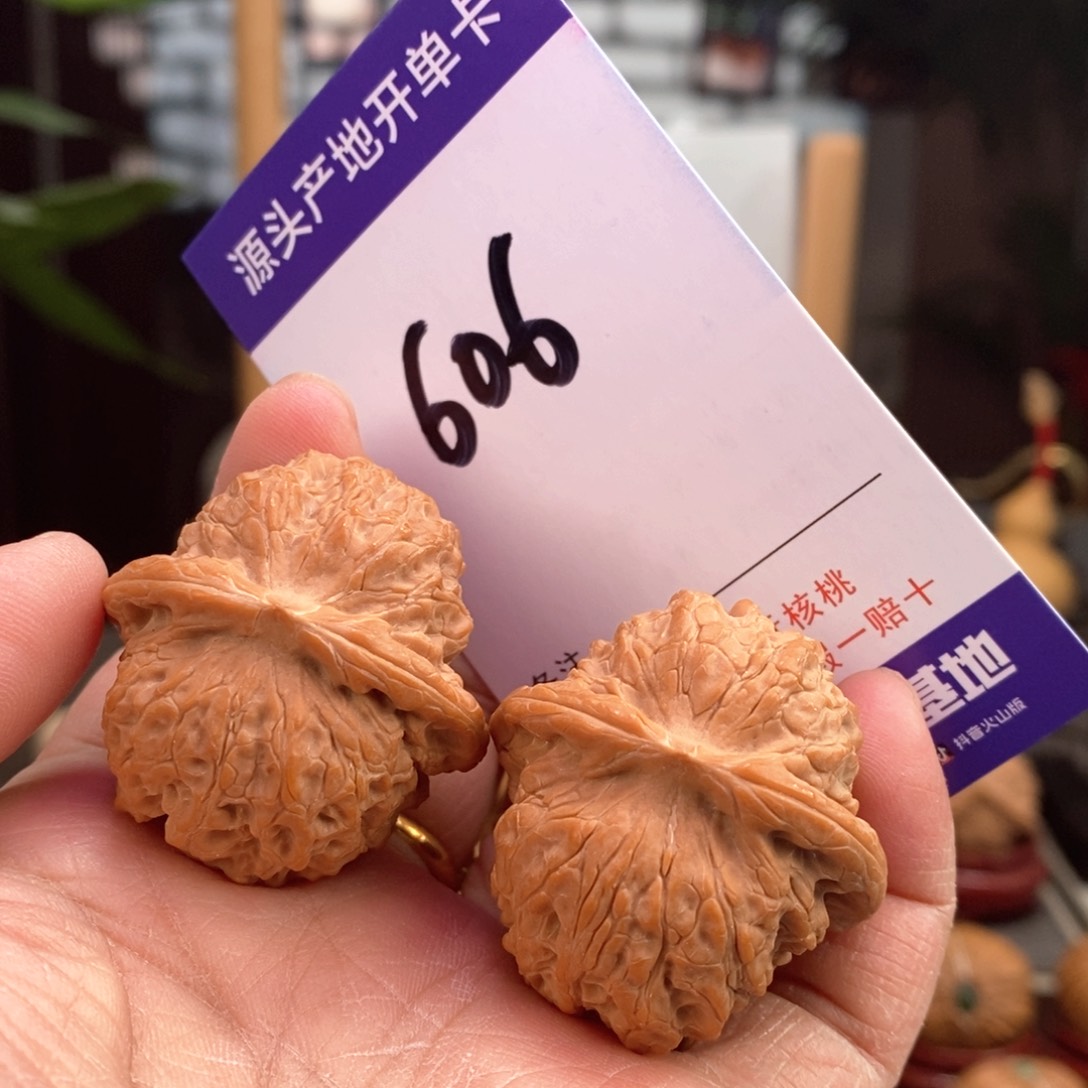 源头产地开单卡
606
核桃
一赔十
基地
抖音火山版